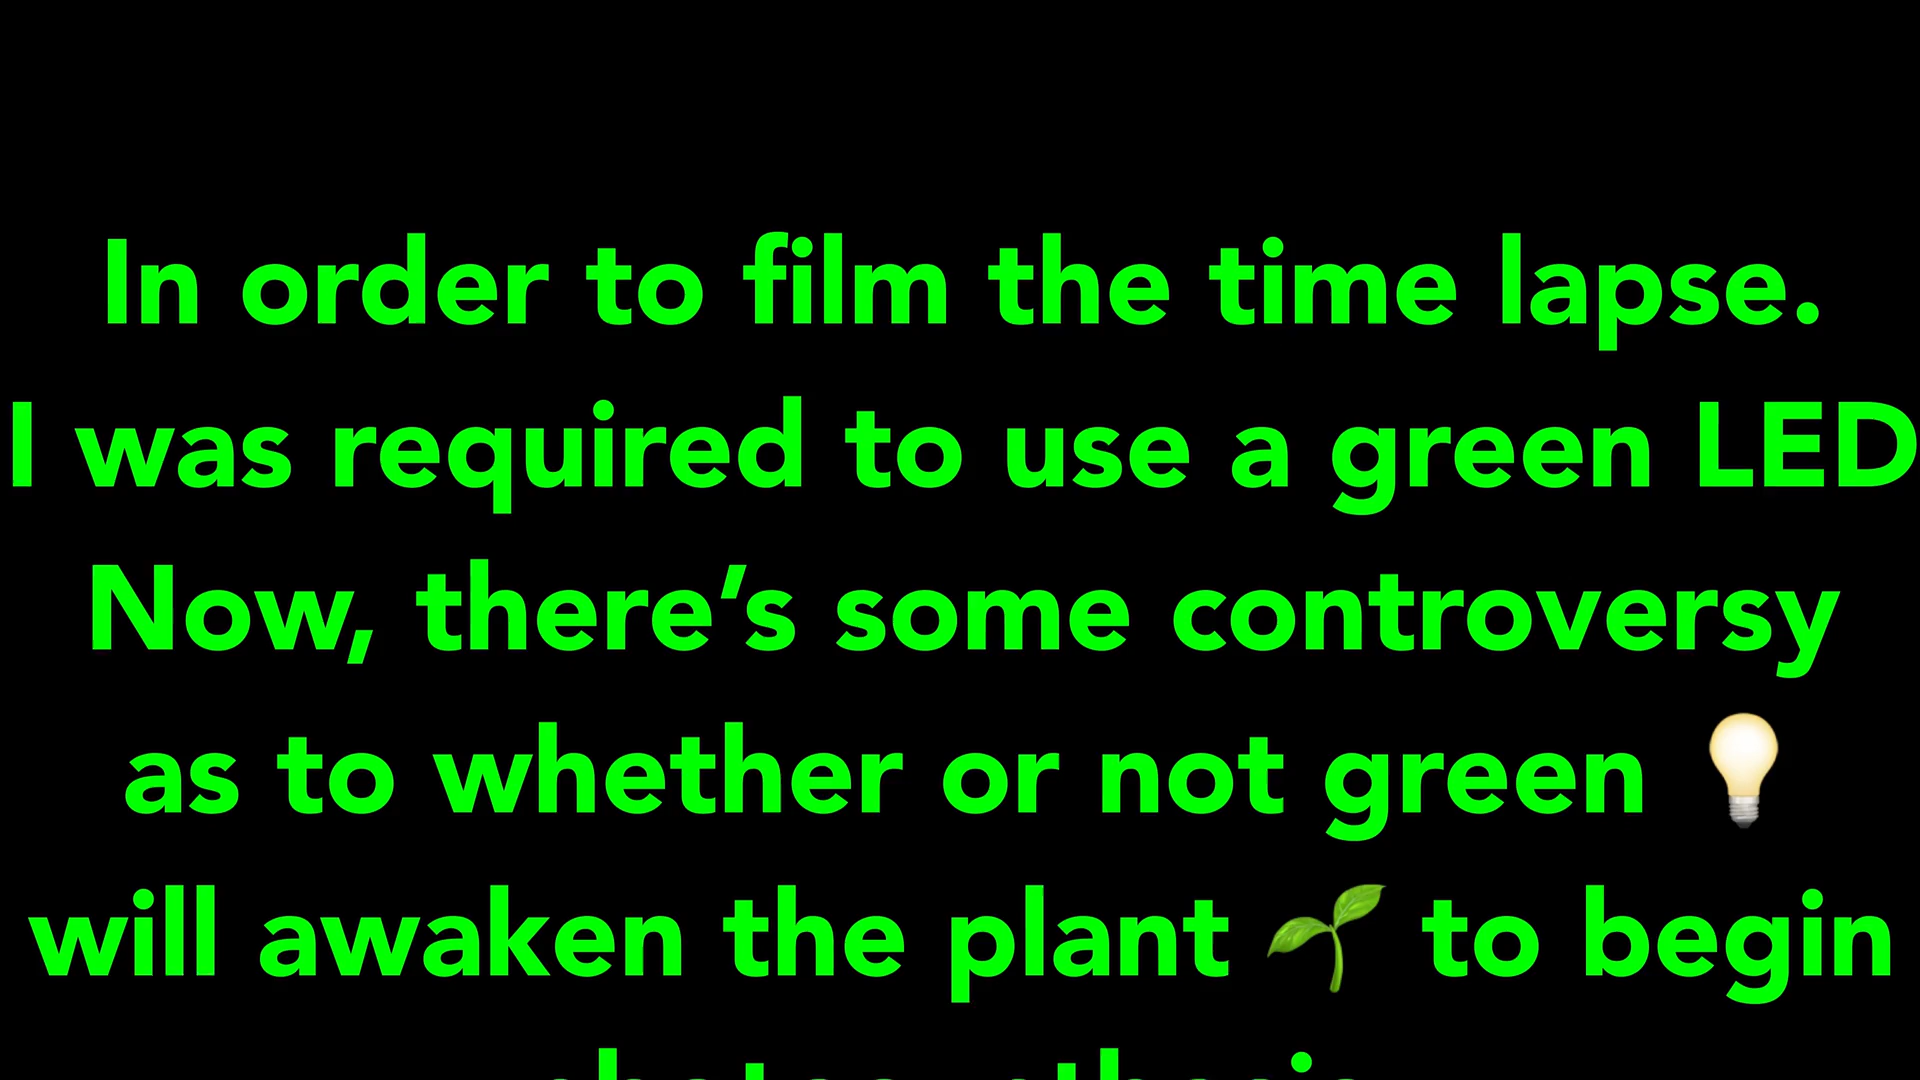 In order to film the time lapse.
I was required to use a green LED
Now, there’s some controversy
as to whether or not green 💡
will awaken the plant 🌱 to begin